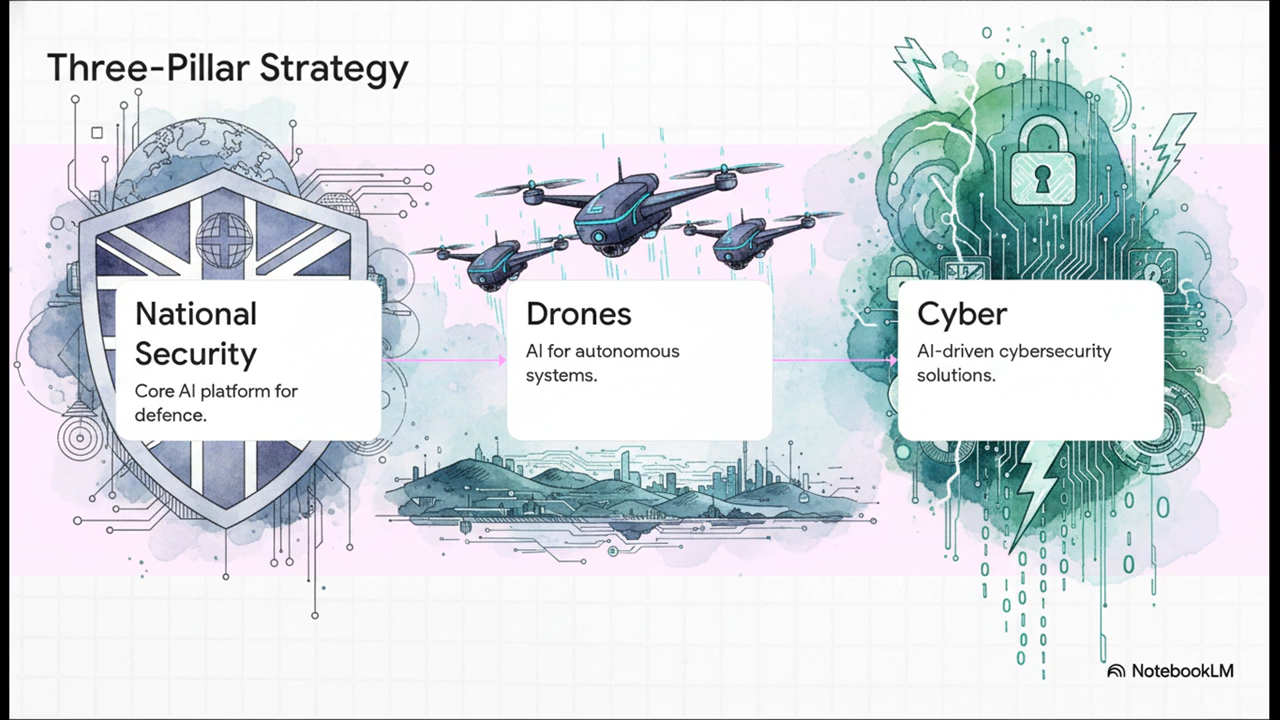 Three-Pillar Strategy
National
Security
Core AI platform for
defence.
Drones
AI for autonomous
systems.
Cyber
AI-driven cybersecurity
solutions.
NotebookLM